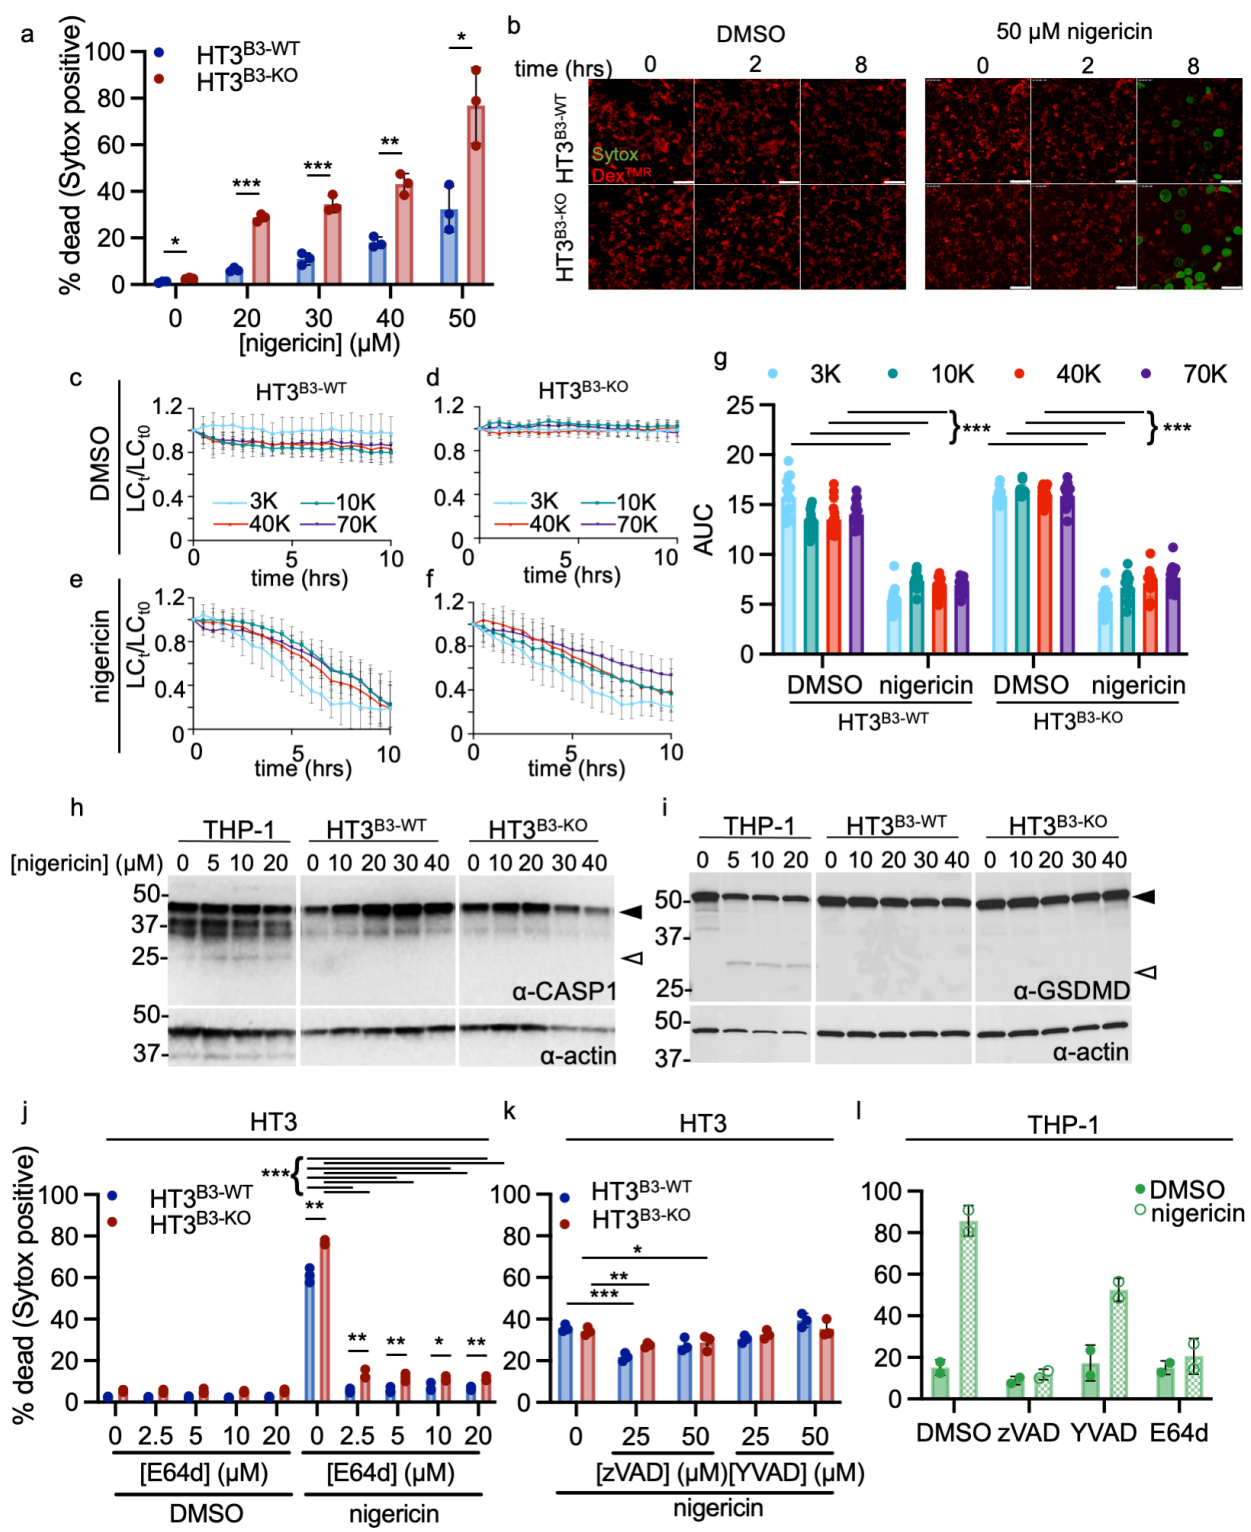 a
% dead (Sytox positive)
100
80
60
40
20
0
HT3B3-WT
HT3B3-KO
*
***
***
**
*
0 20 30 40 50
[nigericin] (µM)
b
DMSO
50 µM nigericin
time (hrs) 0 2 8 0 2 8
HT3B3-WT
HT3B3-KO
Sytox
DexTMR
c
HT3B3-WT
d
HT3B3-KO
DMSO
LCt/LCt0
1.2
0.4
0
3K 10K
40K 70K
0 5 10
time (hrs)
1.2
0.8
0.4
0
3K 10K
40K 70K
0 5 10
time (hrs)
e
nigericin
LCt/LCt0
1.2
0.4
0
0 5 10
time (hrs)
f
1.2
0.8
0.4
0
0 5 10
time (hrs)
g
3K 10K 40K 70K
AUC
25
20
15
10
5
0
***
***
DMSO nigericin DMSO nigericin
HT3B3-WT HT3B3-KO
h
THP-1 HT3B3-WT HT3B3-KO
[nigericin] (µM) 0 5 10 20 0 10 20 30 40 0 10 20 30 40
50-
37-
25-
α-CASP1
50-
37-
α-actin
i
THP-1 HT3B3-WT HT3B3-KO
0 5 10 20 0 10 20 30 40 0 10 20 30 40
50-
37-
25-
α-GSDMD
50-
37-
α-actin
j
HT3
% dead (Sytox positive)
100
80
60
40
20
0
HT3B3-WT
HT3B3-KO
***{
**
** ** * **
0 2.5 5 10 20 0 2.5 5 10 20
[E64d] (µM) [E64d] (µM)
DMSO nigericin
k
HT3
100
80
60
40
20
0
HT3B3-WT
HT3B3-KO
*
**
***
0 25 50 25 50
[zVAD] (µM)[YVAD] (µM)
nigericin
l
THP-1
100
80
60
40
20
0
DMSO
nigericin
DMSO zVAD YVAD E64d